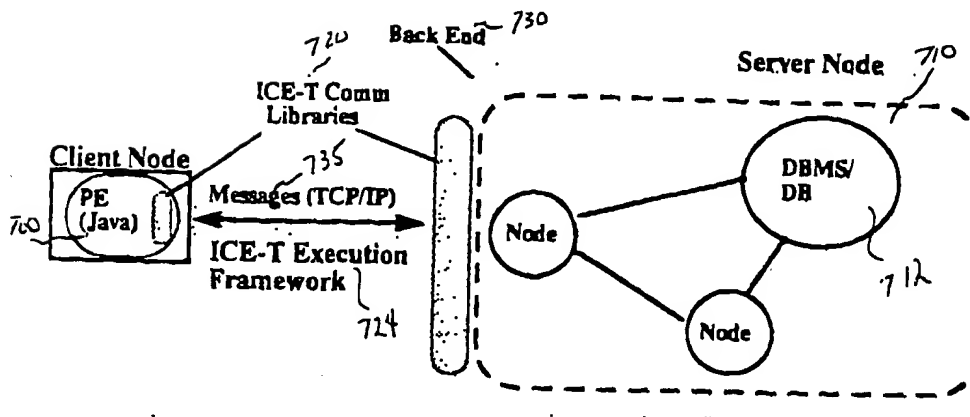 Back End 730
720
710
Server Node
ICE-T Comm
Libraries
Client Node
735
DBMS/
DB
PE
(Java)
Messages (TCP/IP)
700
Node
ICE-T Execution
Framework
712
724
Node